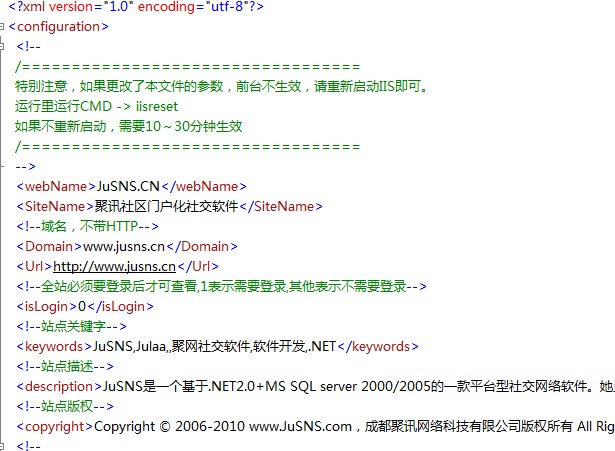 <?xml version="1.0" encoding="utf-8"?>
<configuration>
<!--
/==================================
特别注意，如果更改了本文件的参数，前台不生效，请重新启动IIS即可。
运行里运行CMD -> iisreset
如果不重新启动，需要10～30分钟生效
/==================================
-->
<webName>JuSNS.CN</webName>
<SiteName>聚讯社区门户化社交软件</SiteName>
<!--域名，不带HTTP-->
<Domain>www.jusns.cn</Domain>
<Url>http://www.jusns.cn</Url>
<!--全站必须要登录后才可查看,1表示需要登录,其他表示不需要登录-->
<isLogin>0</isLogin>
<!--站点关键字-->
<keywords>JuSNS,Julaa,,聚网社交软件,软件开发,.NET</keywords>
<!--站点描述-->
<description>JuSNS是一个基于.NET2.0+MS SQL server 2000/2005的一款平台型社交网络软件。她
<!--站点版权-->
<copyright>Copyright © 2006-2010 www.JuSNS.com，成都聚讯网络科技有限公司版权所有 All Rig
<!--